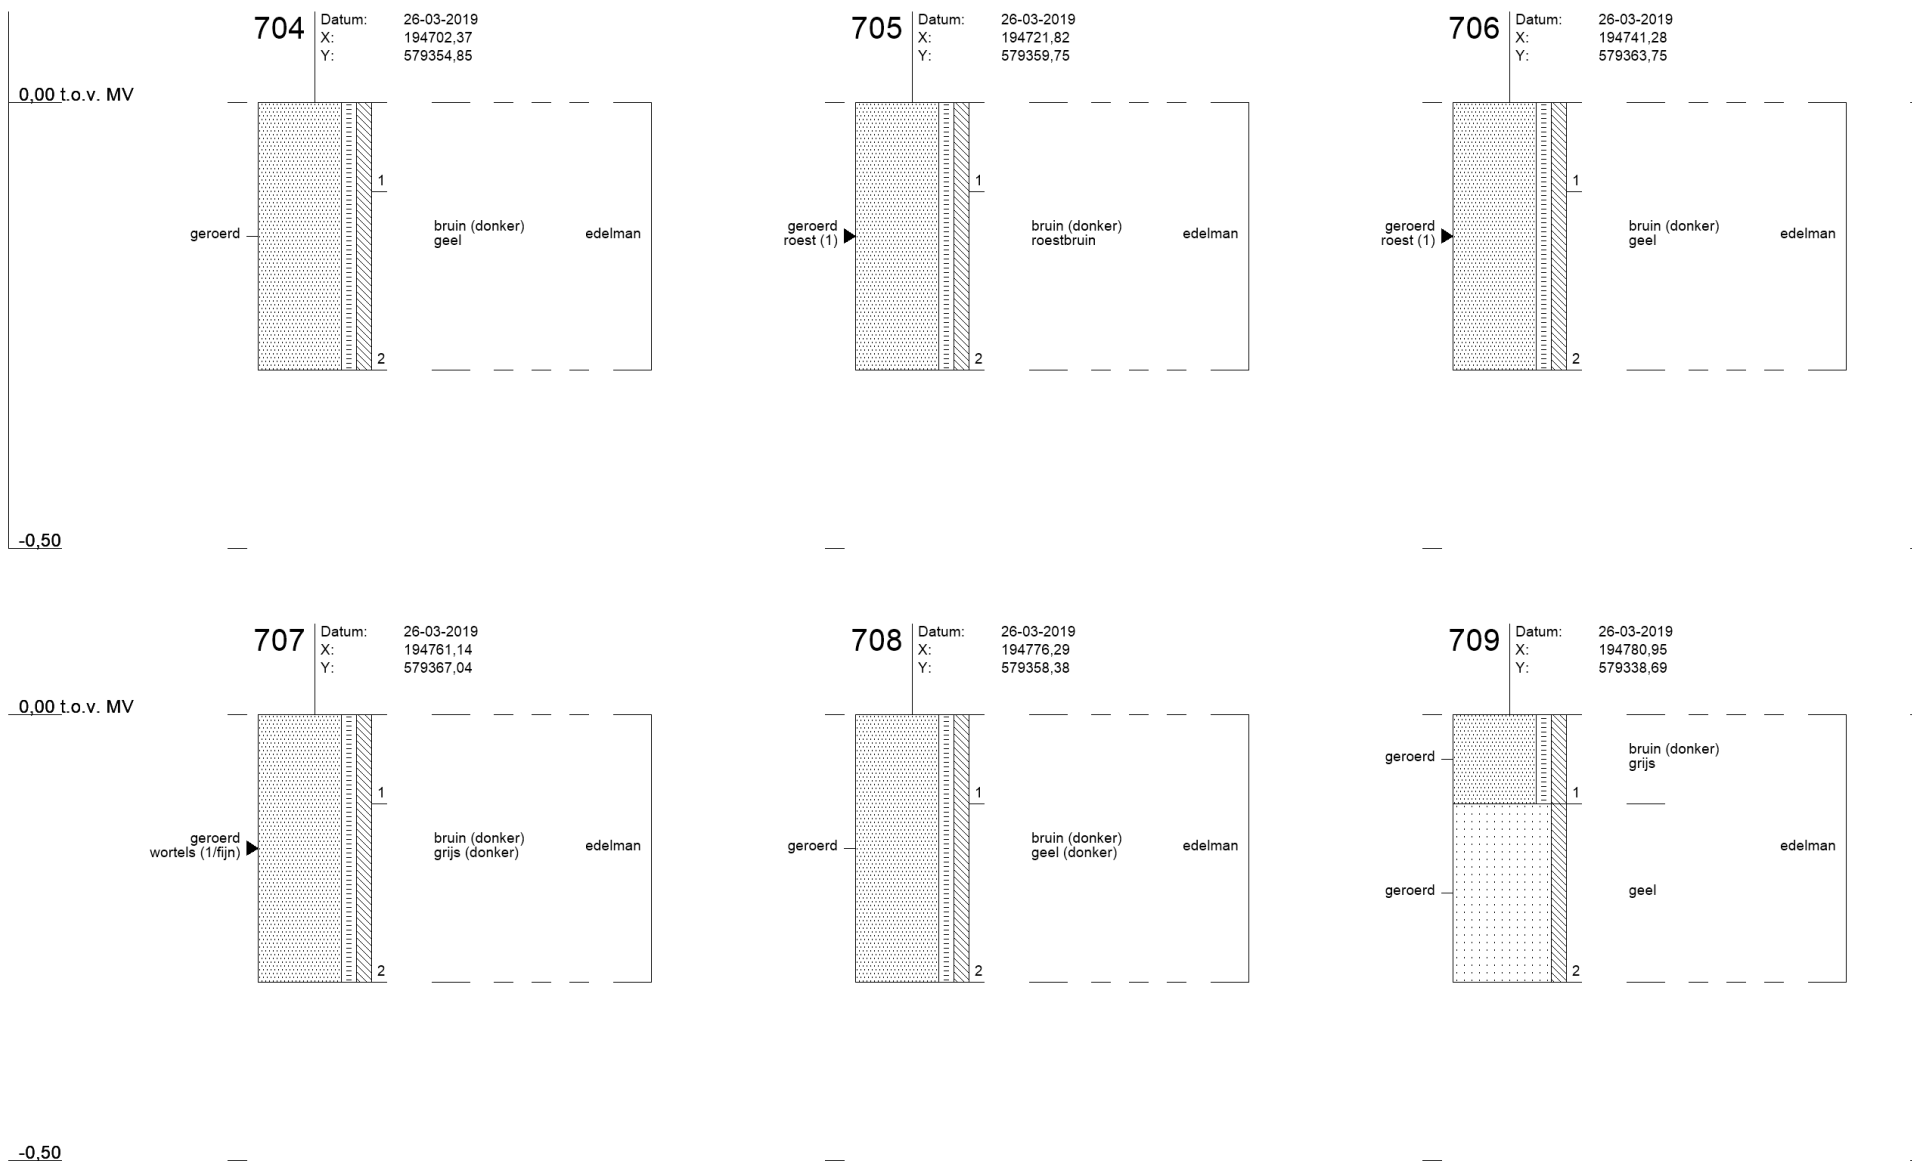 704
Datum: 26-03-2019
X: 194702,37
Y: 579354,85
705
Datum: 26-03-2019
X: 194721,82
Y: 579359,75
706
Datum: 26-03-2019
X: 194741,28
Y: 579363,75
0,00 t.o.v. MV
geroerd
1
2
bruin (donker)
geel
edelman
geroerd
roest (1)
1
2
bruin (donker)
roestbruin
edelman
geroerd
roest (1)
1
2
bruin (donker)
geel
edelman
-0,50
707
Datum: 26-03-2019
X: 194761,14
Y: 579367,04
708
Datum: 26-03-2019
X: 194776,29
Y: 579358,38
709
Datum: 26-03-2019
X: 194780,95
Y: 579338,69
0,00 t.o.v. MV
geroerd
wortels (1/fijn)
1
2
bruin (donker)
grijs (donker)
edelman
geroerd
1
2
bruin (donker)
geel (donker)
edelman
geroerd
1
bruin (donker)
grijs
edelman
geroerd
2
geel
-0,50